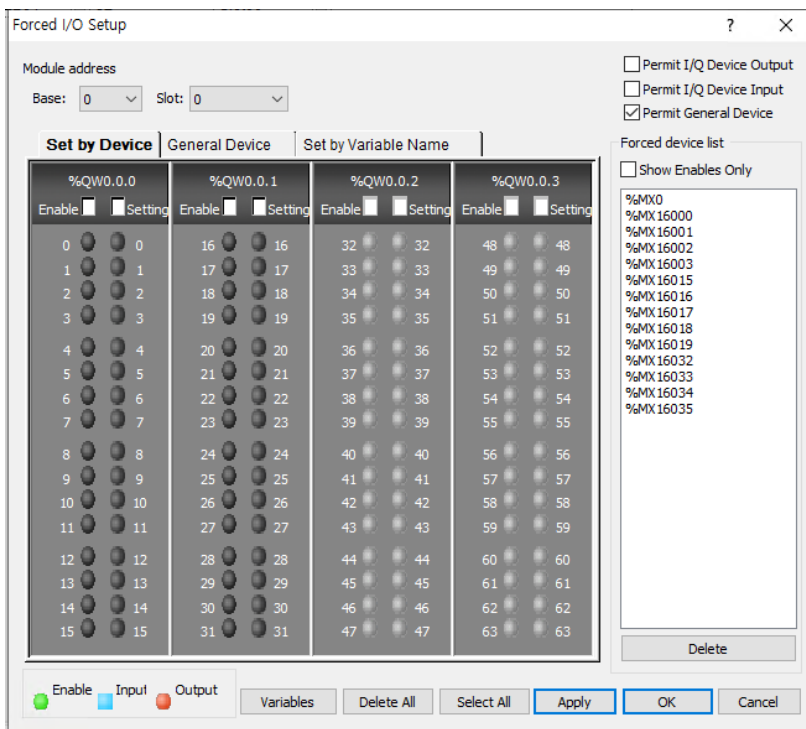 Forced I/O Setup
? X
Module address
Base: 0 Slot: 0
Permit I/Q Device Output
Permit I/Q Device Input
Permit General Device
Set by Device General Device Set by Variable Name
Forced device list
Show Enables Only
%QW0.0.0 %QW0.0.1 %QW0.0.2 %QW0.0.3
Enable Setting Enable Setting Enable Setting Enable Setting
0 0 16 16 32 32 48 48
1 1 17 17 33 33 49 49
2 2 18 18 34 34 50 50
3 3 19 19 35 35 51 51
4 4 20 20 36 36 52 52
5 5 21 21 37 37 53 53
6 6 22 22 38 38 54 54
7 7 23 23 39 39 55 55
8 8 24 24 40 40 56 56
9 9 25 25 41 41 57 57
10 10 26 26 42 42 58 58
11 11 27 27 43 43 59 59
12 12 28 28 44 44 60 60
13 13 29 29 45 45 61 61
14 14 30 30 46 46 62 62
15 15 31 31 47 47 63 63
%MX0
%MX16000
%MX16001
%MX16002
%MX16003
%MX16015
%MX16016
%MX16017
%MX16018
%MX16019
%MX16032
%MX16033
%MX16034
%MX16035
Delete
Enable Input Output
Variables Delete All Select All Apply OK Cancel